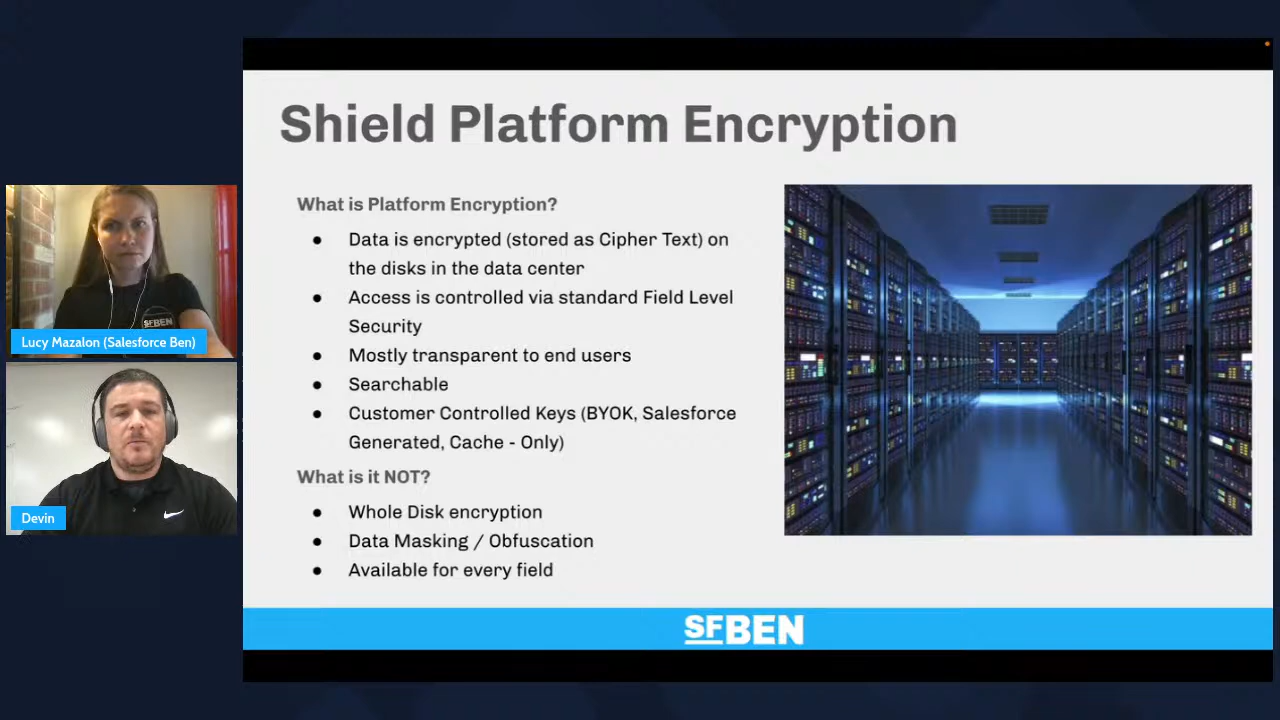 Shield Platform Encryption
What is Platform Encryption?
● Data is encrypted (stored as Cipher Text) on
the disks in the data center
● Access is controlled via standard Field Level
Security
● Mostly transparent to end users
● Searchable
● Customer Controlled Keys (BYOK, Salesforce
Generated, Cache - Only)
What is it NOT?
● Whole Disk encryption
● Data Masking / Obfuscation
● Available for every field
SFBEN
SFBEN
Lucy Mazalon (Salesforce Ben)
Devin